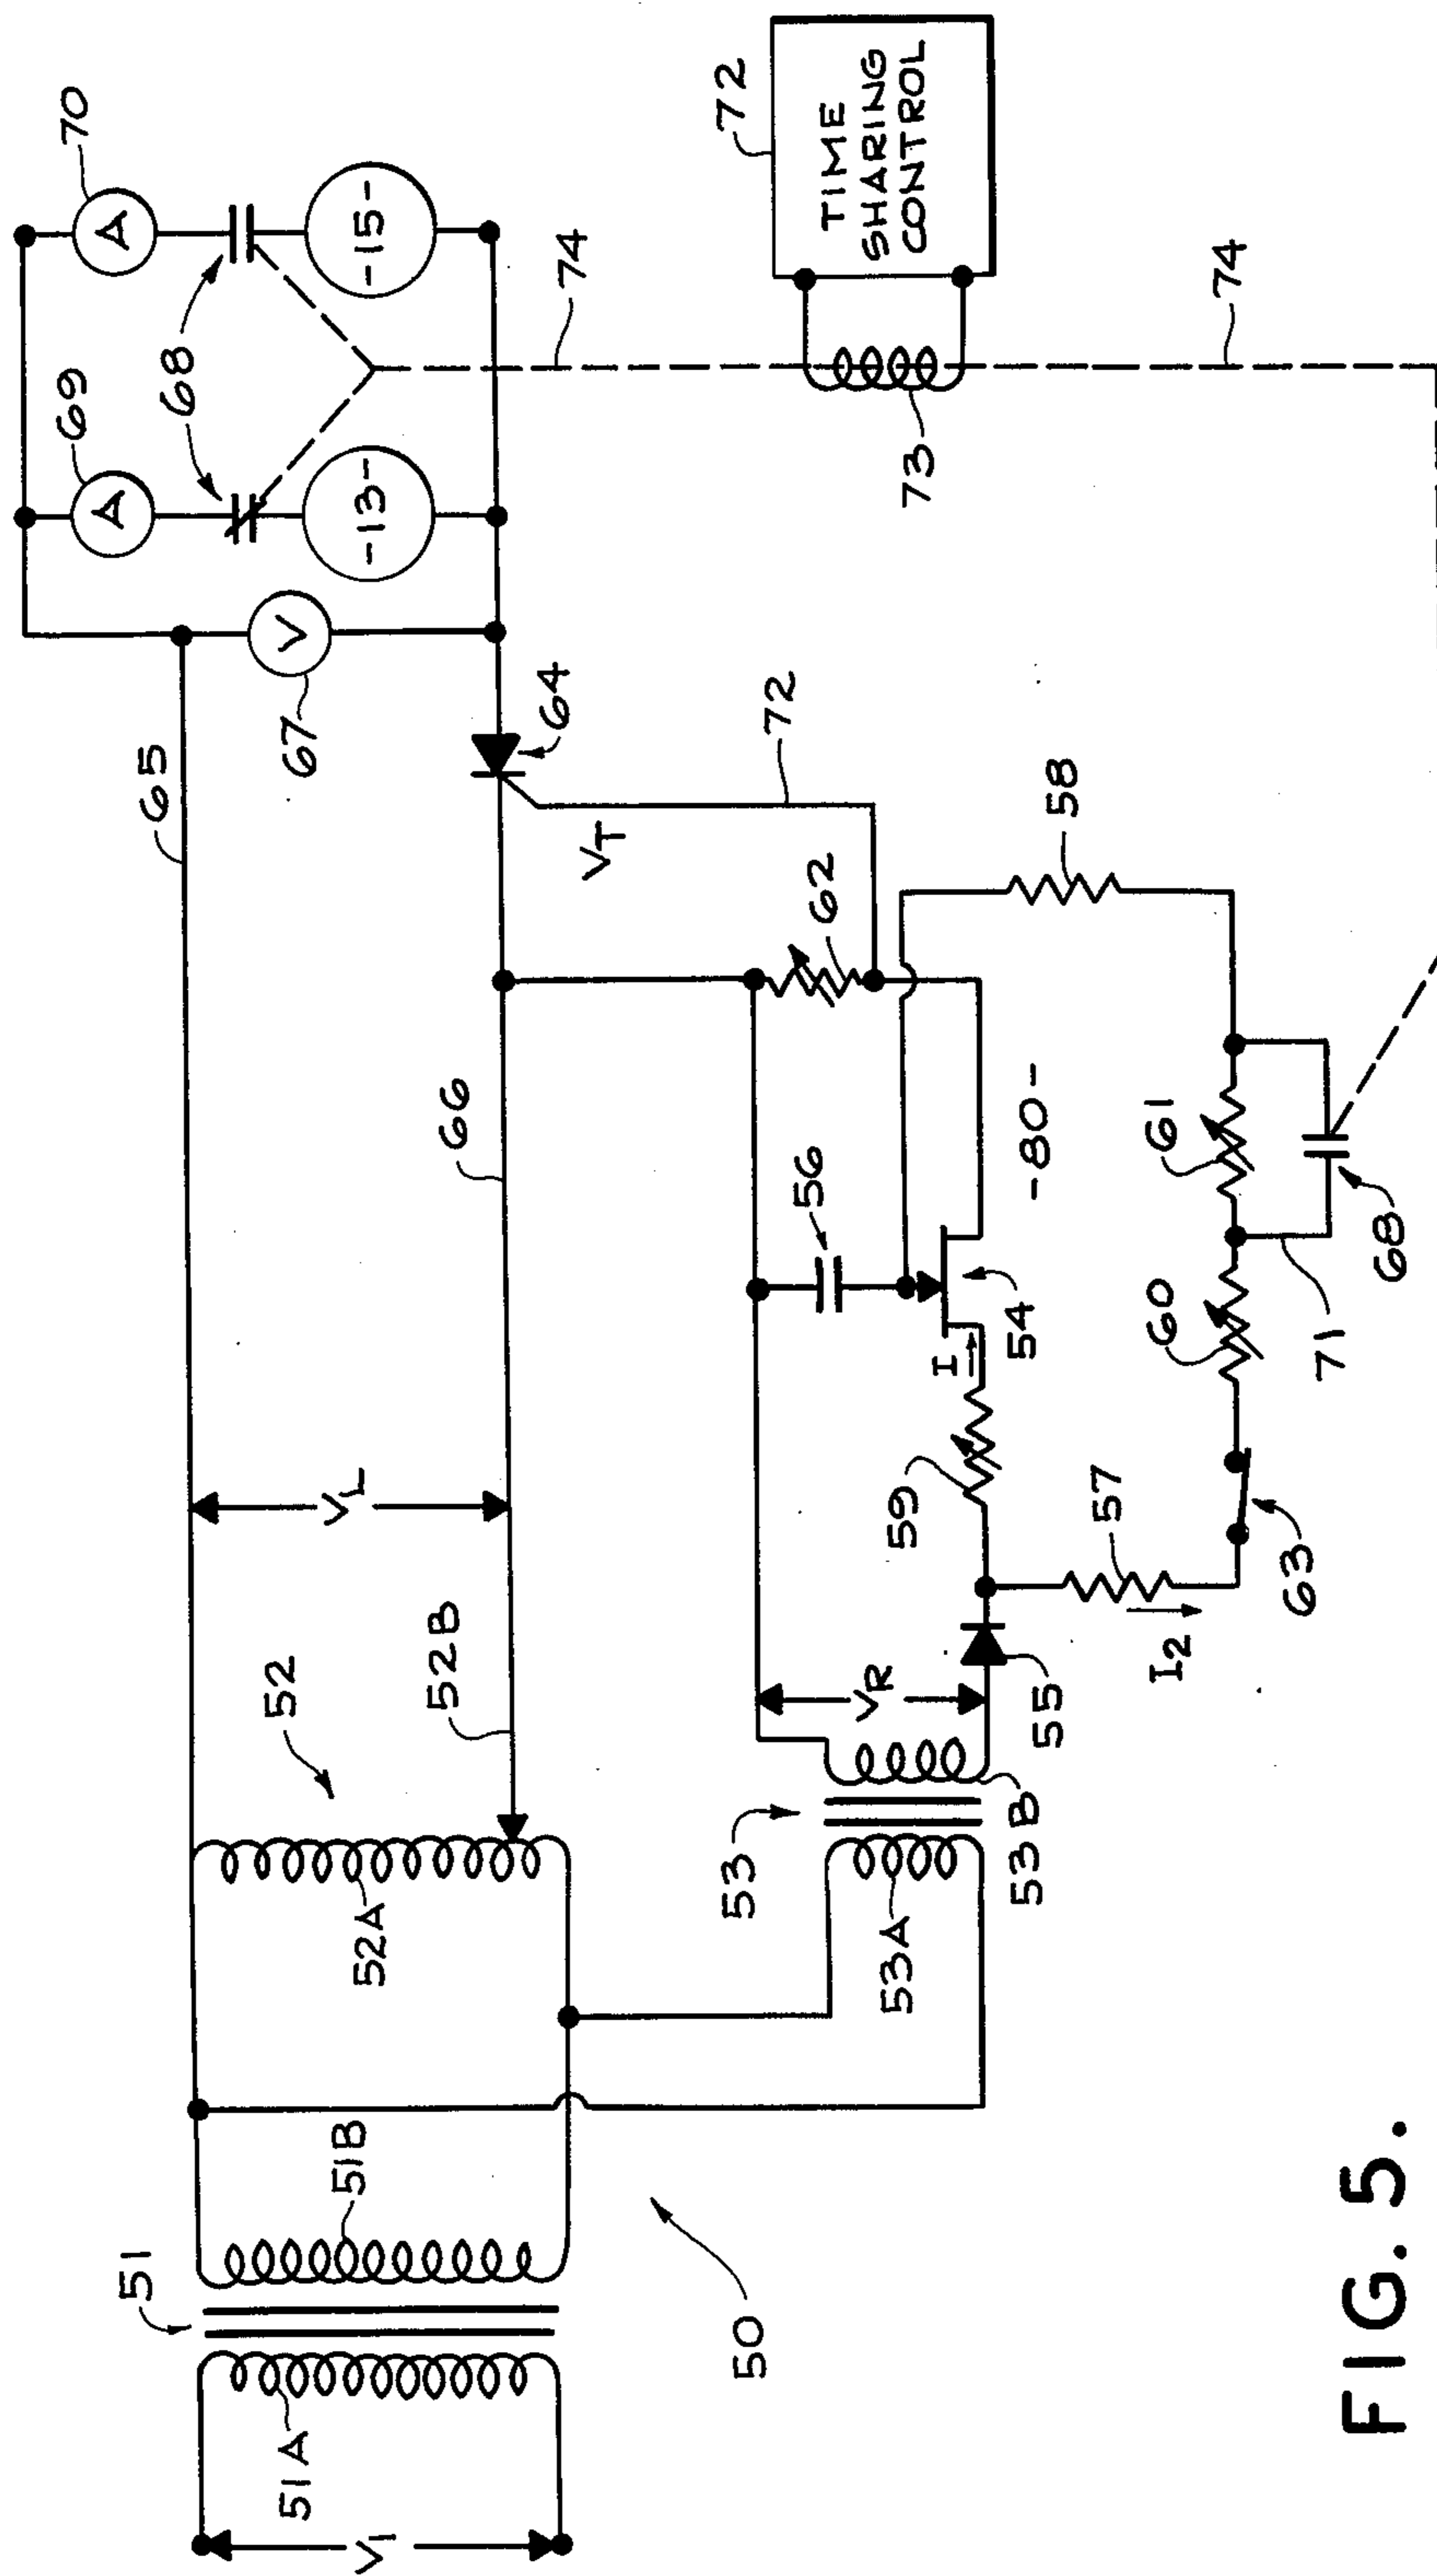 70
A
69
A
68
-15-
-13-
V
67
65
64
72
TIME
SHARING
CONTROL
74
73
74
72
VT
62
58
66
56
-80-
61
60
68
71
54
I
59
57
63
I2
VL
52
52B
52A
VR
55
53
53B
53A
51
51B
51A
50
V1
FIG. 5.